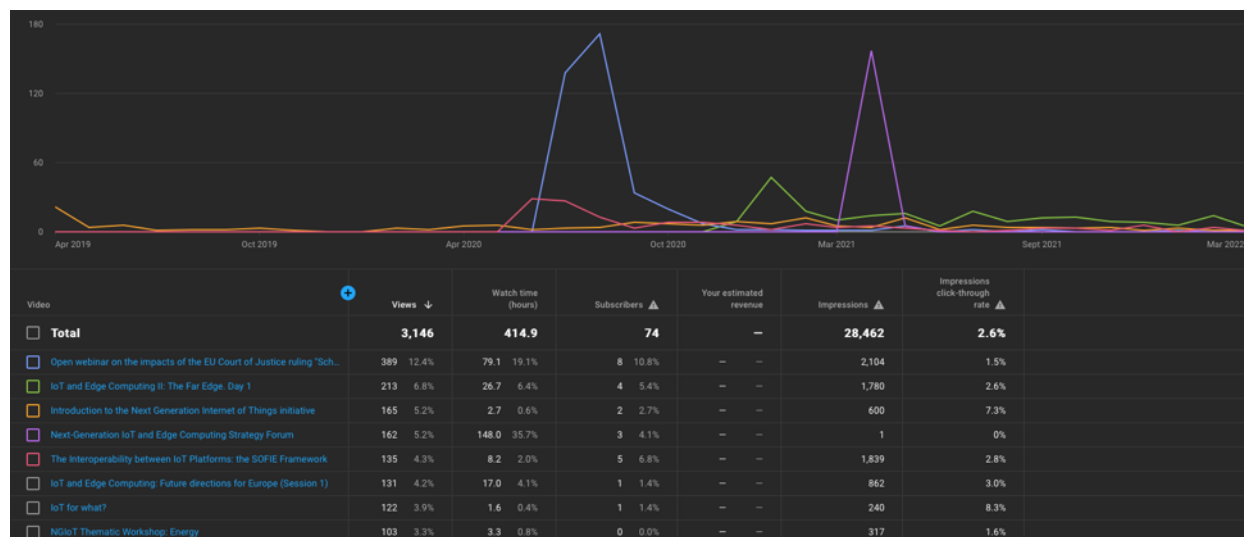 180
120
60
0
Apr 2019 Oct 2019 Apr 2020 Oct 2020 Mar 2021 Sept 2021 Mar 2022
Video Views Watch time (hours) Subscribers Your estimated revenue Impressions Impressions click-through rate
Total 3,146 414.9 74 — 28,462 2.6%
Open webinar on the impacts of the EU Court of Justice ruling "Sch... 389 12.4% 79.1 19.1% 8 10.8% — — 2,104 1.5%
IoT and Edge Computing II: The Far Edge. Day 1 213 6.8% 26.7 6.4% 4 5.4% — — 1,780 2.6%
Introduction to the Next Generation Internet of Things initiative 165 5.2% 2.7 0.6% 2 2.7% — — 600 7.3%
Next-Generation IoT and Edge Computing Strategy Forum 162 5.2% 148.0 35.7% 3 4.1% — — 1 0%
The Interoperability between IoT Platforms: the SOFIE Framework 135 4.3% 8.2 2.0% 5 6.8% — — 1,839 2.8%
IoT and Edge Computing: Future directions for Europe (Session 1) 131 4.2% 17.0 4.1% 1 1.4% — — 862 3.0%
IoT for what? 122 3.9% 1.6 0.4% 1 1.4% — — 240 8.3%
NGIoT Thematic Workshop: Energy 103 3.3% 3.3 0.8% 0 0.0% — — 317 1.6%